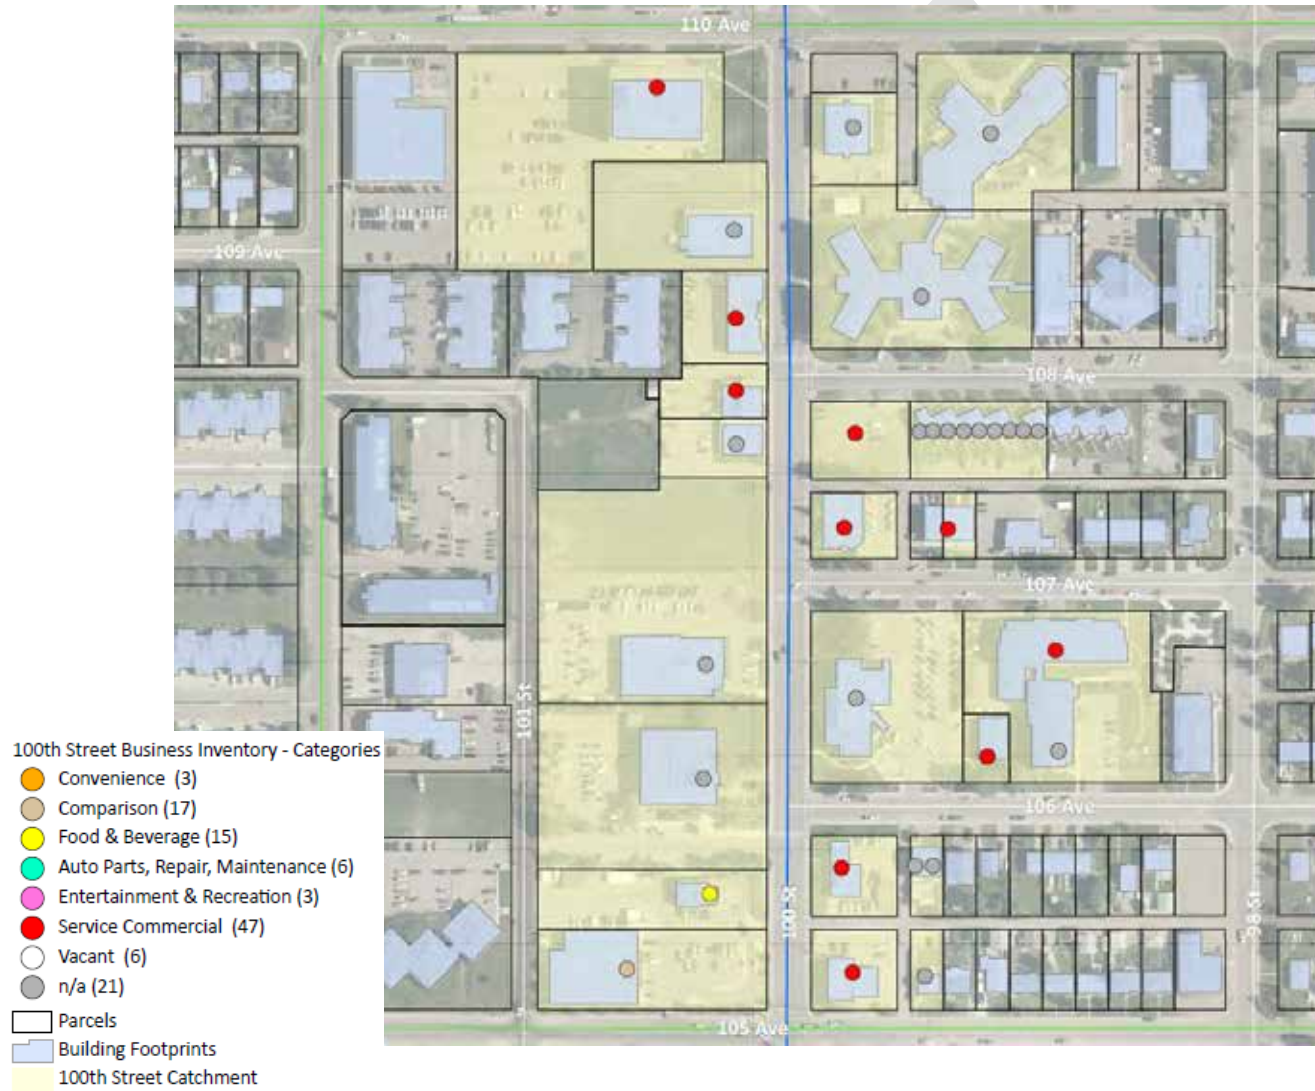 110 Ave
109 Ave
108 Ave
107 Ave
101 St
106 Ave
100 St
98 St
105 Ave
100th Street Business Inventory - Categories
Convenience (3)
Comparison (17)
Food & Beverage (15)
Auto Parts, Repair, Maintenance (6)
Entertainment & Recreation (3)
Service Commercial (47)
Vacant (6)
n/a (21)
Parcels
Building Footprints
100th Street Catchment